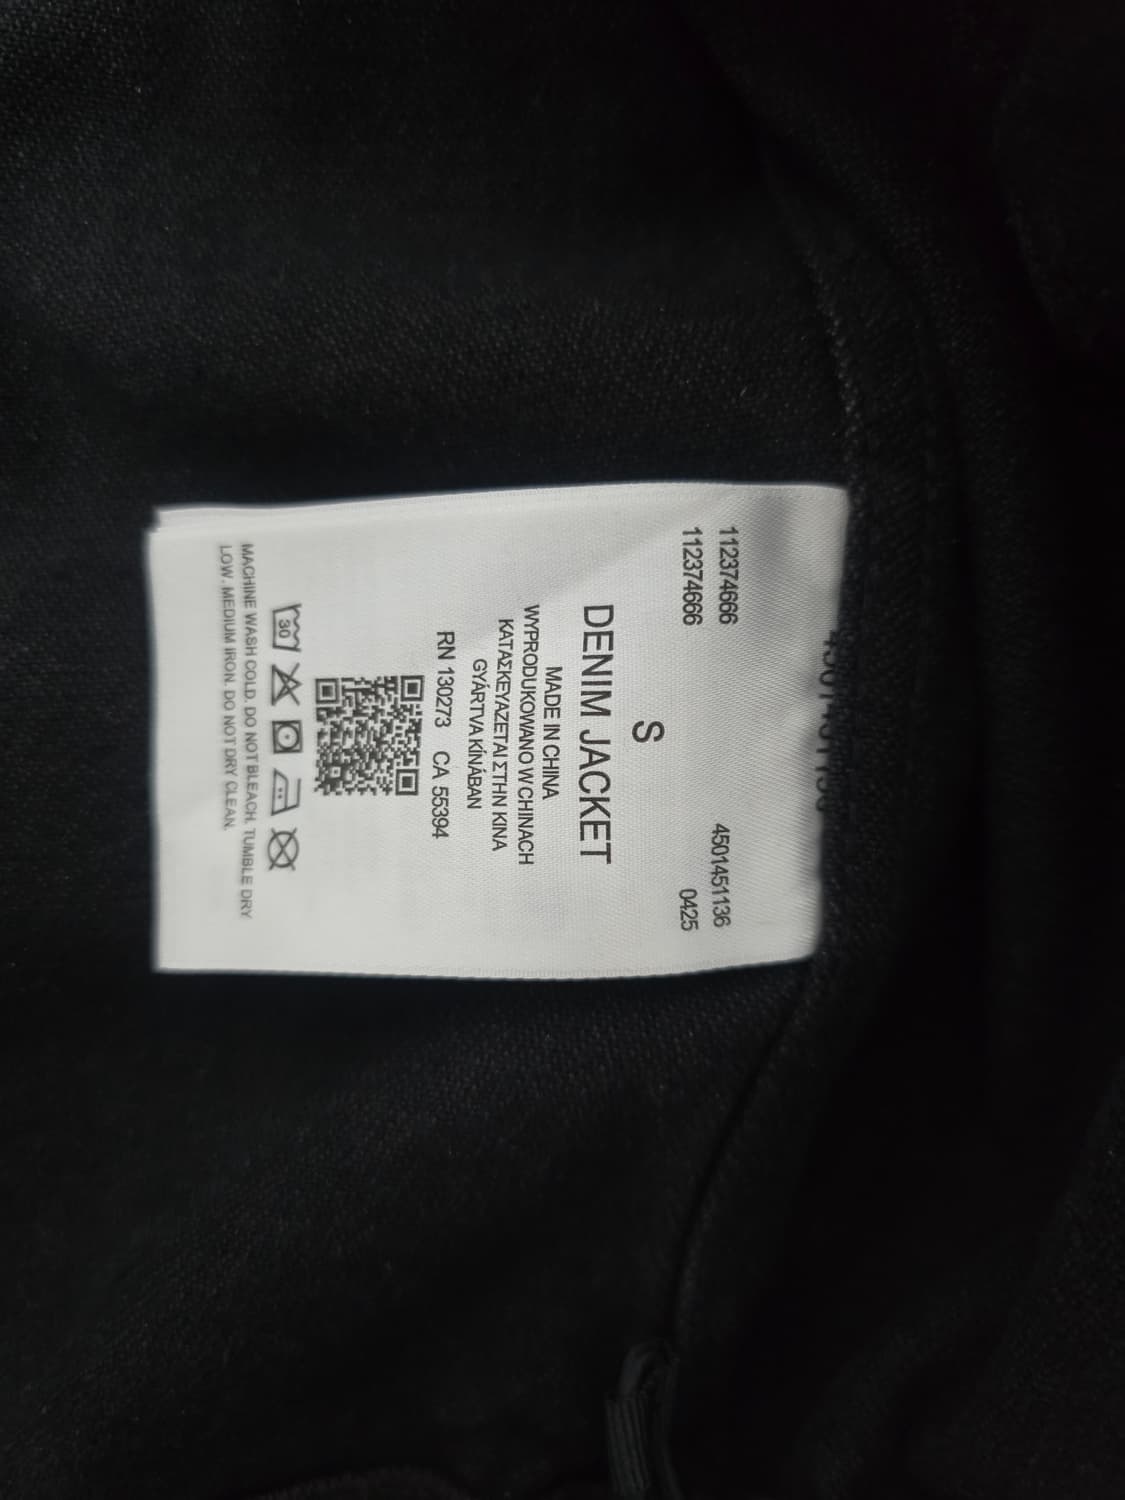 112374666 4501451136
112374666 0425
S
DENIM JACKET
MADE IN CHINA
WYPRODUKOWANO W CHINACH
ΚΑΤΑΣΚΕΥΑΖΕΤΑΙ ΣΤΗΝ ΚΙΝΑ
GYÁRTVA KÍNÁBAN
RN 130273 CA 55394
30
MACHINE WASH COLD. DO NOT BLEACH. TUMBLE DRY
LOW. MEDIUM IRON. DO NOT DRY CLEAN.